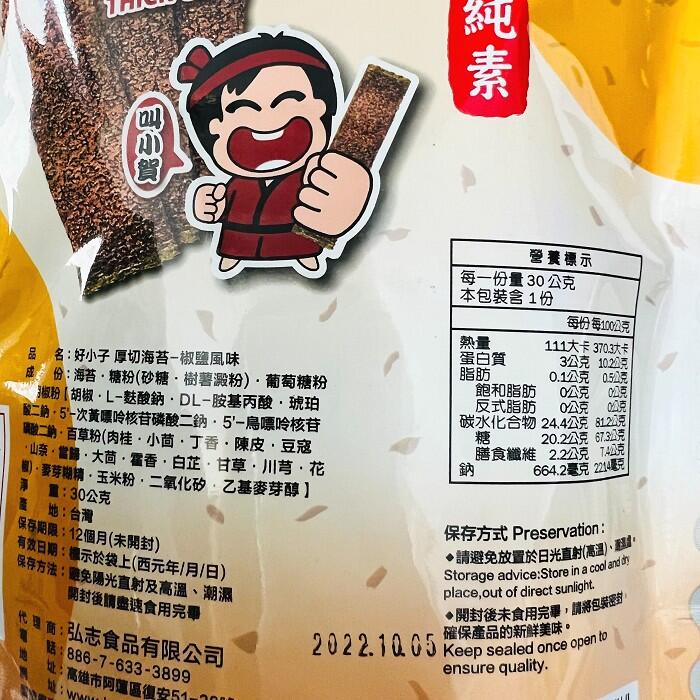 純素
叫小賀
營養標示
每一份量 30 公克
本包裝含 1 份
每份 每100公克
熱量 111大卡 370.3大卡
蛋白質 3公克 10.2公克
脂肪 0.1公克 0.5公克
飽和脂肪 0公克 0公克
反式脂肪 0公克 0公克
碳水化合物 24.4公克 81.2公克
糖 20.2公克 67.3公克
膳食纖維 2.2公克 7.4公克
鈉 664.2毫克 2214毫克
品 名：好小子 厚切海苔-椒鹽風味
成 份：海苔·糖粉(砂糖·樹薯澱粉)·葡萄糖粉
胡椒粉【胡椒·L-麩酸鈉·DL-胺基丙酸·琥珀
酸二鈉·5'-次黃嘌呤核苷磷酸二鈉·5'-鳥嘌呤核苷
磷酸二鈉·百草粉(肉桂·小茴·丁香·陳皮·豆寇
·山奈·當歸·大茴·霍香·白芷·甘草·川芎·花
椒)·麥芽糊精·玉米粉·二氧化矽·乙基麥芽醇】
淨 重：30公克
產 地：台灣
保存期限：12個月(未開封)
有效日期：標示於袋上(西元年/月/日)
保存方法：避免陽光直射及高溫、潮濕
開封後請盡速食用完畢
代理商：弘志食品有限公司
電 話：886-7-633-3899
地 址：高雄市阿蓮區復安51-
2022.10.05
保存方式 Preservation：
◆請避免放置於日光直射(高溫)、潮濕處。
Storage advice:Store in a cool and dry
place,out of direct sunlight.
◆開封後未食用完畢，請將包裝密封，
確保產品的新鮮美味。
Keep sealed once open to
ensure quality.